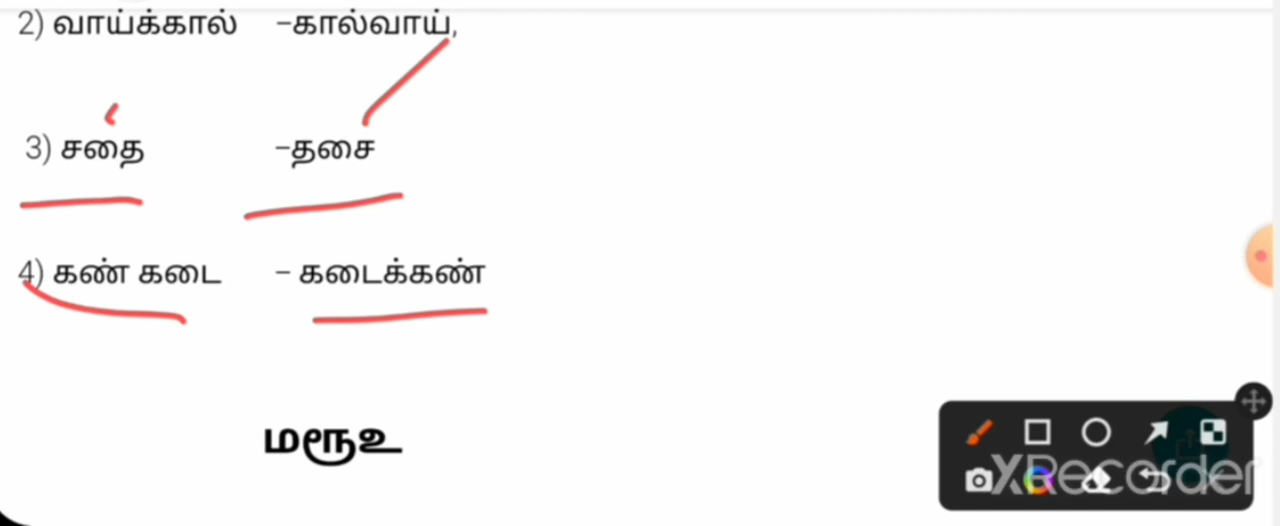 2) வாய்க்கால் –கால்வாய்,
3) சதை –தசை
4) கண் கடை – கடைக்கண்
மரூஉ
XRecorder